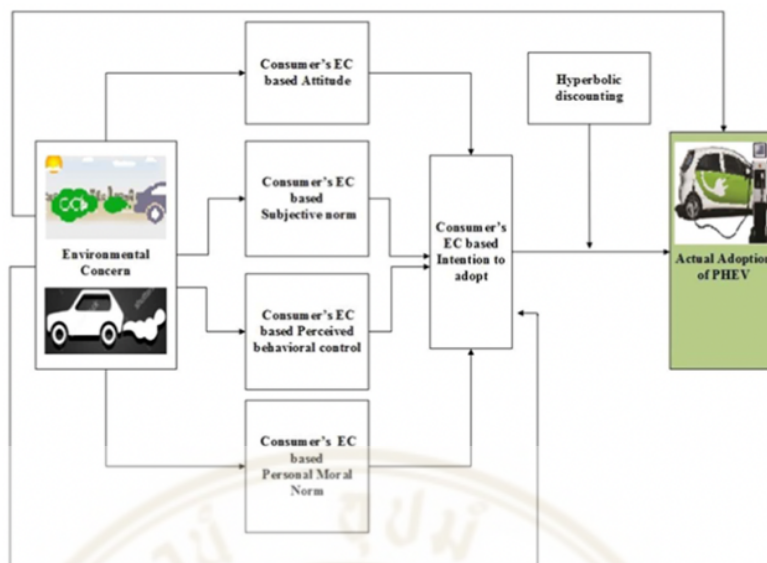 Consumer's EC
based Attitude
Hyperbolic
discounting
Consumer's EC
based
Subjective norm
Environmental
Concern
Consumer's
EC based
Intention to
adopt
Actual Adoption
of PHEV
Consumer's EC
based Perceived
behavioral control
Consumer's EC
based
Personal Moral
Norm